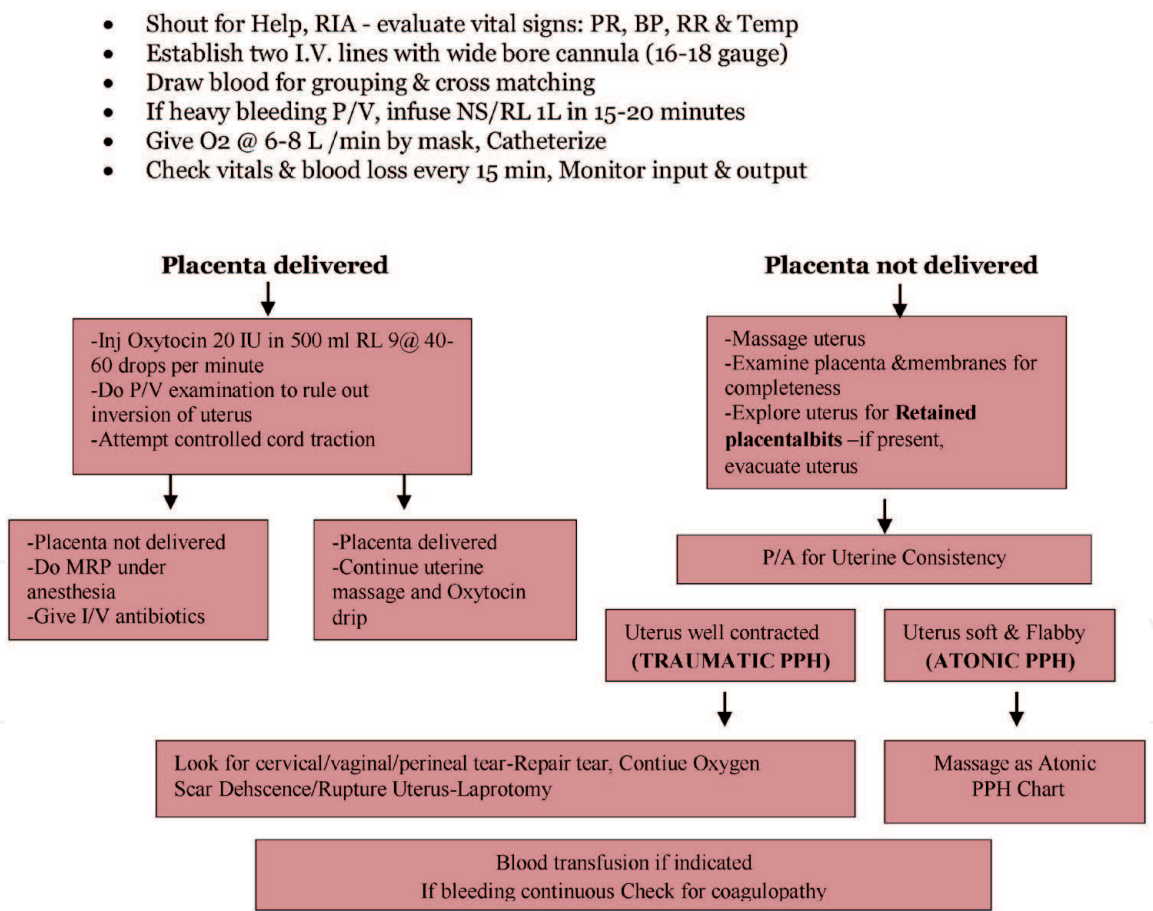 • Shout for Help, RIA - evaluate vital signs: PR, BP, RR & Temp
• Establish two I.V. lines with wide bore cannula (16-18 gauge)
• Draw blood for grouping & cross matching
• If heavy bleeding P/V, infuse NS/RL 1L in 15-20 minutes
• Give O2 @ 6-8 L /min by mask, Catheterize
• Check vitals & blood loss every 15 min, Monitor input & output
Placenta delivered
-Inj Oxytocin 20 IU in 500 ml RL 9@ 40-
60 drops per minute
-Do P/V examination to rule out
inversion of uterus
-Attempt controlled cord traction
-Placenta not delivered
-Do MRP under
anesthesia
-Give I/V antibiotics
-Placenta delivered
-Continue uterine
massage and Oxytocin
drip
Placenta not delivered
-Massage uterus
-Examine placenta &membranes for
completeness
-Explore uterus for Retained
placentalbits –if present,
evacuate uterus
P/A for Uterine Consistency
Uterus well contracted
(TRAUMATIC PPH)
Uterus soft & Flabby
(ATONIC PPH)
Look for cervical/vaginal/perineal tear-Repair tear, Contiue Oxygen
Scar Dehscence/Rupture Uterus-Laprotomy
Massage as Atonic
PPH Chart
Blood transfusion if indicated
If bleeding continuous Check for coagulopathy